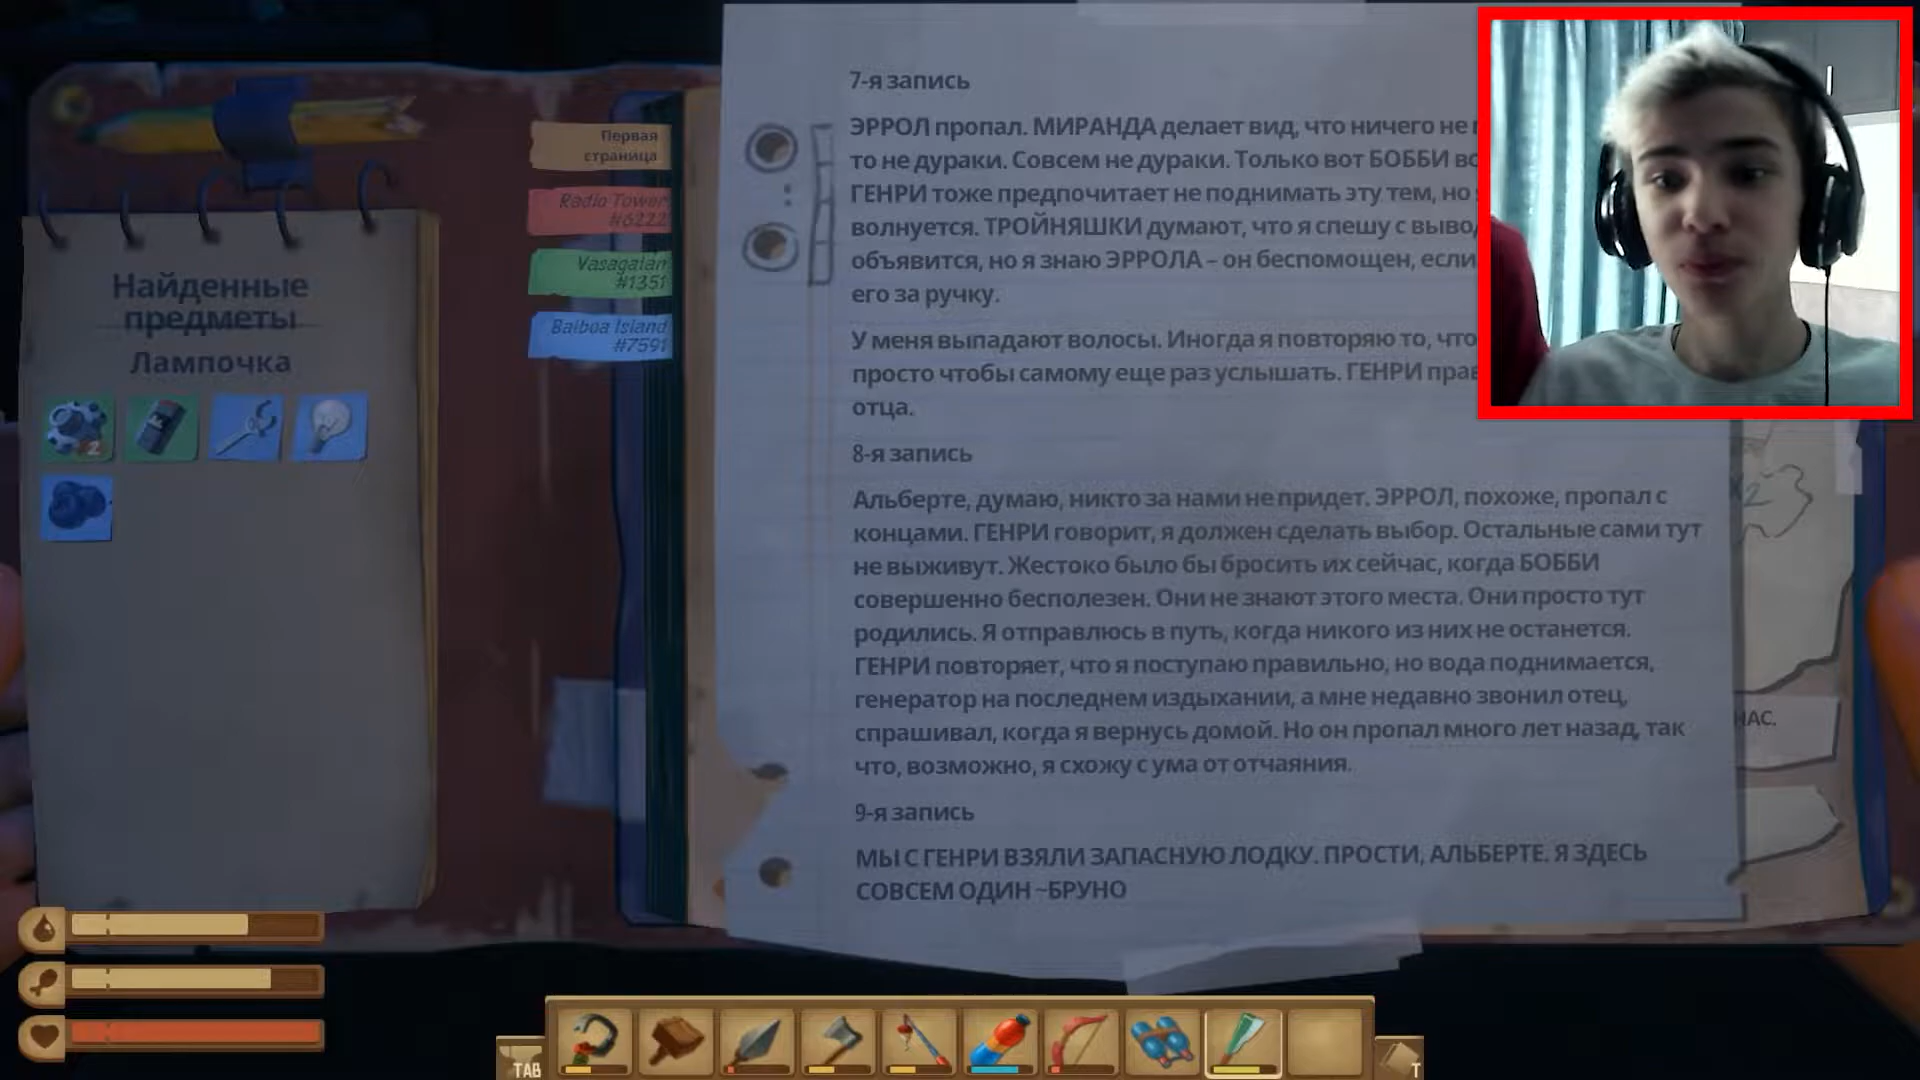 7-я запись
ЭРРОЛ пропал. МИРАНДА делает вид, что ничего не
то не дураки. Совсем не дураки. Только вот БОББИ
ГЕНРИ тоже предпочитает не поднимать эту тем, но
волнуется. ТРОЙНЯШКИ думают, что я спешу с
объявится, но я знаю ЭРРОЛА – он беспомощен, если
его за ручку.
У меня выпадают волосы. Иногда я повторяю то, что
просто чтобы самому еще раз услышать. ГЕНРИ
отца.
8-я запись
Альберте, думаю, никто за нами не придет. ЭРРОЛ, похоже, пропал с
концами. ГЕНРИ говорит, я должен сделать выбор. Остальные сами тут
не выживут. Жестоко было бы бросить их сейчас, когда БОББИ
совершенно бесполезен. Они не знают этого места. Они просто тут
родились. Я отправлюсь в путь, когда никого из них не останется.
ГЕНРИ повторяет, что я поступаю правильно, но вода поднимается,
генератор на последнем издыхании, а мне недавно звонил отец,
спрашивал, когда я вернусь домой. Но он пропал много лет назад, так
что, возможно, я схожу с ума от отчаяния.
9-я запись
МЫ С ГЕНРИ ВЗЯЛИ ЗАПАСНУЮ ЛОДКУ. ПРОСТИ, АЛЬБЕРТЕ. Я ЗДЕСЬ
СОВСЕМ ОДИН ~БРУНО
Первая
страница
Radio Tower
#6222
Vasagatan
#1351
Balboa Island
#7591
Найденные
предметы
Лампочка
2
НАС.
TAB
T